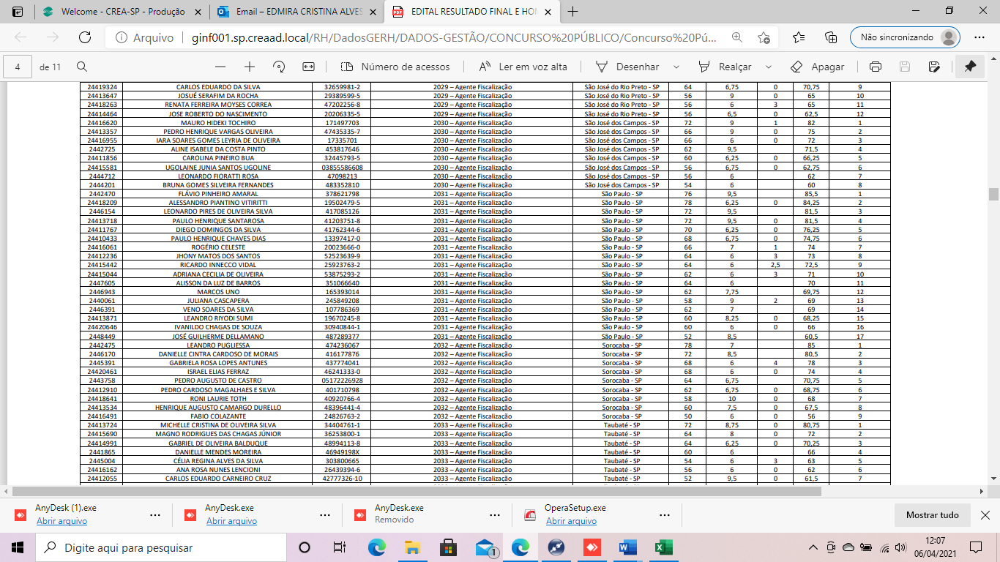 Welcome - CREA-SP - Produção
Email – EDMIRA CRISTINA ALVES
EDITAL RESULTADO FINAL E HOM
Arquivo ginf001.sp.creaad.local/RH/DadosGERH/DADOS-GESTÃO/CONCURSO%20PÚBLICO/Concurso%20Pú...
Não sincronizando
4 de 11
Número de acessos
Ler em voz alta
Desenhar
Realçar
Apagar
24419324 CARLOS EDUARDO DA SILVA 32659981-2 2029 – Agente Fiscalização São José do Rio Preto - SP 64 6,75 0 70,75 9
24413647 JOSUÉ SERAFIM DA ROCHA 29389599-5 2029 – Agente Fiscalização São José do Rio Preto - SP 56 9 0 65 10
24418263 RENATA FERREIRA MOYSES CORREA 47202256-8 2029 – Agente Fiscalização São José do Rio Preto - SP 56 6 3 65 11
24414464 JOSE ROBERTO DO NASCIMENTO 20206335-5 2029 – Agente Fiscalização São José do Rio Preto - SP 56 6,5 0 62,5 12
24416620 MAURO HIDEKI TOCHIRO 171497703 2030 – Agente Fiscalização São José dos Campos - SP 72 9 1 82 1
24413357 PEDRO HENRIQUE VARGAS OLIVEIRA 47435335-7 2030 – Agente Fiscalização São José dos Campos - SP 66 9 0 75 2
24416955 IARA SOARES GOMES LEYRIA DE OLIVEIRA 17335701 2030 – Agente Fiscalização São José dos Campos - SP 66 6 0 72 3
2442725 ALINE ISABELE DA COSTA PINTO 453817646 2030 – Agente Fiscalização São José dos Campos - SP 62 9,5 71,5 4
24411856 CAROLINA PINEIRO BUA 32445793-5 2030 – Agente Fiscalização São José dos Campos - SP 60 6,25 0 66,25 5
24415581 UGOLAINE JUNIA SANTOS UGOLINE 03855586608 2030 – Agente Fiscalização São José dos Campos - SP 56 6,75 0 62,75 6
2444712 LEONARDO FIORATTI ROSA 47098213 2030 – Agente Fiscalização São José dos Campos - SP 56 6 62 7
2444201 BRUNA GOMES SILVEIRA FERNANDES 483352810 2030 – Agente Fiscalização São José dos Campos - SP 54 6 60 8
2442470 FLÁVIO PINHEIRO AMARAL 378621798 2031 – Agente Fiscalização São Paulo - SP 76 9,5 85,5 1
24418209 ALESSANDRO PIANTINO VITIRITTI 19502479-5 2031 – Agente Fiscalização São Paulo - SP 78 6,25 0 84,25 2
2446154 LEONARDO PIRES DE OLIVEIRA SILVA 417085126 2031 – Agente Fiscalização São Paulo - SP 72 9,5 81,5 3
24413718 PAULO HENRIQUE SANTAROSA 41203751-8 2031 – Agente Fiscalização São Paulo - SP 72 9,5 0 81,5 4
24411767 DIEGO DOMINGOS DA SILVA 41762344-6 2031 – Agente Fiscalização São Paulo - SP 70 6,25 0 76,25 5
24410433 PAULO HENRIQUE CHAVES DIAS 13397417-0 2031 – Agente Fiscalização São Paulo - SP 68 6,75 0 74,75 6
24416061 ROGÉRIO CELESTE 20023666-0 2031 – Agente Fiscalização São Paulo - SP 66 7 1 74 7
24412236 JHONY MATOS DOS SANTOS 52523639-9 2031 – Agente Fiscalização São Paulo - SP 64 6 3 73 8
24415442 RICARDO INNECCO VIDAL 25923763-2 2031 – Agente Fiscalização São Paulo - SP 64 6 2,5 72,5 9
24415044 ADRIANA CECILIA DE OLIVEIRA 53875293-2 2031 – Agente Fiscalização São Paulo - SP 62 6 3 71 10
2447605 ALISSON DA LUZ DE BARROS 351066640 2031 – Agente Fiscalização São Paulo - SP 64 6 70 11
2446943 MARCOS UNO 165393014 2031 – Agente Fiscalização São Paulo - SP 62 7,75 69,75 12
2440061 JULIANA CASCAPERA 245849208 2031 – Agente Fiscalização São Paulo - SP 58 9 2 69 13
2446391 VENO SOARES DA SILVA 107786369 2031 – Agente Fiscalização São Paulo - SP 62 7 69 14
24413871 LEANDRO RIYODI SUMI 19670245-8 2031 – Agente Fiscalização São Paulo - SP 60 8,25 0 68,25 15
24420646 IVANILDO CHAGAS DE SOUZA 30940844-1 2031 – Agente Fiscalização São Paulo - SP 60 6 0 66 16
2448449 JOSÉ GUILHERME DELLAMANO 487289377 2031 – Agente Fiscalização São Paulo - SP 52 8,5 60,5 17
2442475 LEANDRO PUGLIESSA 474236067 2032 – Agente Fiscalização Sorocaba - SP 78 7 85 1
2446170 DANIELLE CINTRA CARDOSO DE MORAIS 416177876 2032 – Agente Fiscalização Sorocaba - SP 72 8,5 80,5 2
2445391 GABRIELA ROSA LOPES ANTUNES 437774041 2032 – Agente Fiscalização Sorocaba - SP 68 6 4 78 3
24420461 ISRAEL ELIAS FERRAZ 46241333-0 2032 – Agente Fiscalização Sorocaba - SP 68 6 0 74 4
2443758 PEDRO AUGUSTO DE CASTRO 05172226928 2032 – Agente Fiscalização Sorocaba - SP 64 6,75 70,75 5
24412910 PEDRO CARDOSO MAGALHAES E SILVA 401710798 2032 – Agente Fiscalização Sorocaba - SP 62 6,75 0 68,75 6
24418641 RONI LAURIE TOTH 40920766-4 2032 – Agente Fiscalização Sorocaba - SP 58 10 0 68 7
24413534 HENRIQUE AUGUSTO CAMARGO DURELLO 48396441-4 2032 – Agente Fiscalização Sorocaba - SP 60 7,5 0 67,5 8
24416491 FABIO COLAZANTE 24826763-2 2032 – Agente Fiscalização Sorocaba - SP 50 6 0 56 9
24413724 MICHELLE CRISTINA DE OLIVEIRA SILVA 34404761-1 2033 – Agente Fiscalização Taubaté - SP 72 8,75 0 80,75 1
24415690 MAGNO RODRIGUES DAS CHAGAS JÚNIOR 36253800-1 2033 – Agente Fiscalização Taubaté - SP 64 8 0 72 2
24414991 GABRIEL DE OLIVEIRA BALDUQUE 48994113-8 2033 – Agente Fiscalização Taubaté - SP 64 6,25 0 70,25 3
2441865 DANIELLE MENDES MOREIRA 46949198X 2033 – Agente Fiscalização Taubaté - SP 60 6 66 4
2445004 CÉLIA REGINA ALVES DA SILVA 303800665 2033 – Agente Fiscalização Taubaté - SP 54 6 3 63 5
24416162 ANA ROSA NUNES LENCIONI 26439394-6 2033 – Agente Fiscalização Taubaté - SP 56 6 0 62 6
24412055 CARLOS EDUARDO CARNEIRO CRUZ 42777326-10 2033 – Agente Fiscalização Taubaté - SP 52 9,5 0 61,5 7
AnyDesk (1).exe
Abrir arquivo
AnyDesk.exe
Abrir arquivo
AnyDesk.exe
Removido
OperaSetup.exe
Abrir arquivo
Mostrar tudo
Digite aqui para pesquisar
1
12:07
06/04/2021